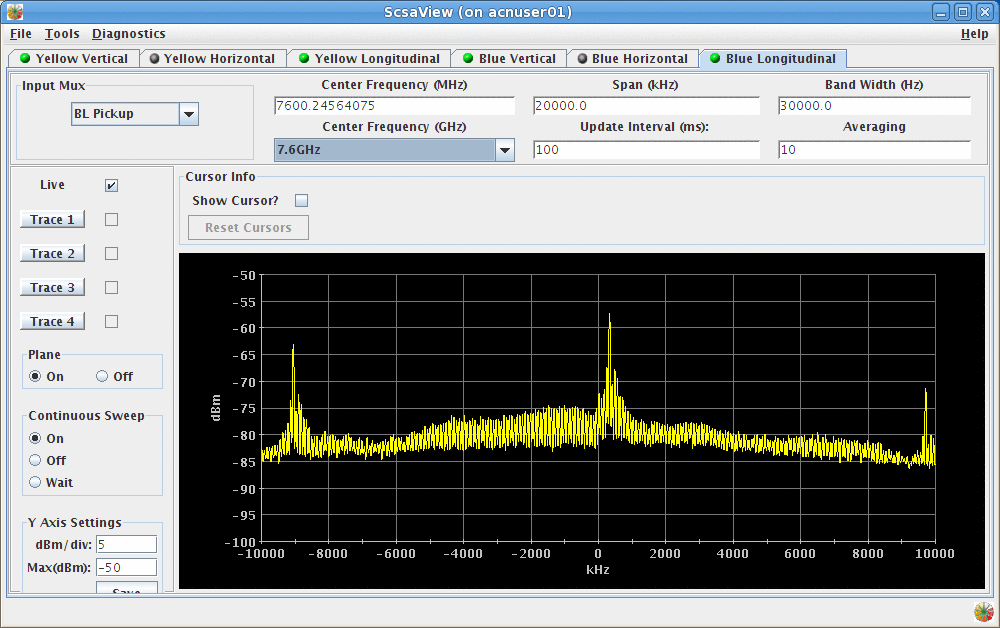 ScsaView (on acnuser01)
File Tools Diagnostics Help
Yellow Vertical Yellow Horizontal Yellow Longitudinal Blue Vertical Blue Horizontal Blue Longitudinal
Input Mux
BL Pickup
Center Frequency (MHz) Span (kHz) Band Width (Hz)
7600.24564075 20000.0 30000.0
Center Frequency (GHz) Update Interval (ms): Averaging
7.6GHz 100 10
Live
Trace 1
Trace 2
Trace 3
Trace 4
Plane
On Off
Continuous Sweep
On
Off
Wait
Y Axis Settings
dBm/div: 5
Max(dBm): -50
Save
Cursor Info
Show Cursor?
Reset Cursors
-50
-55
-60
-65
-70
-75
-80
-85
-90
-95
-100
dBm
-10000 -8000 -6000 -4000 -2000 0 2000 4000 6000 8000 10000
kHz